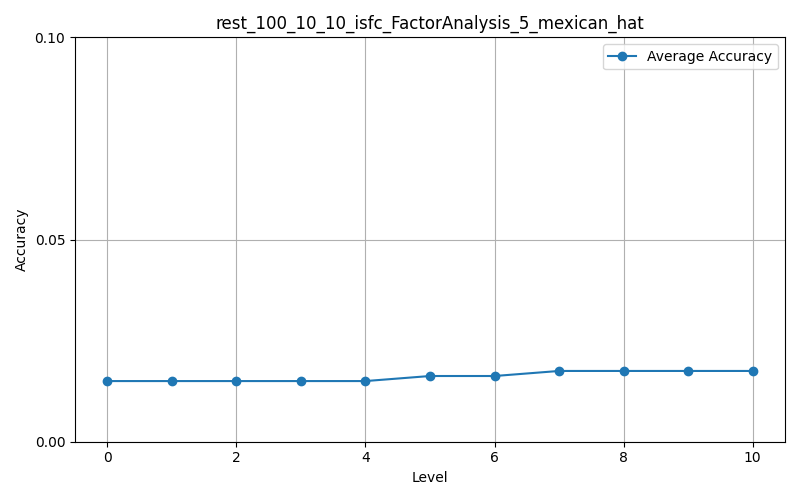 rest_100_10_10_isfc_FactorAnalysis_5_mexican_hat
Average Accuracy
0.10
0.05
0.00
Accuracy
0 2 4 6 8 10
Level